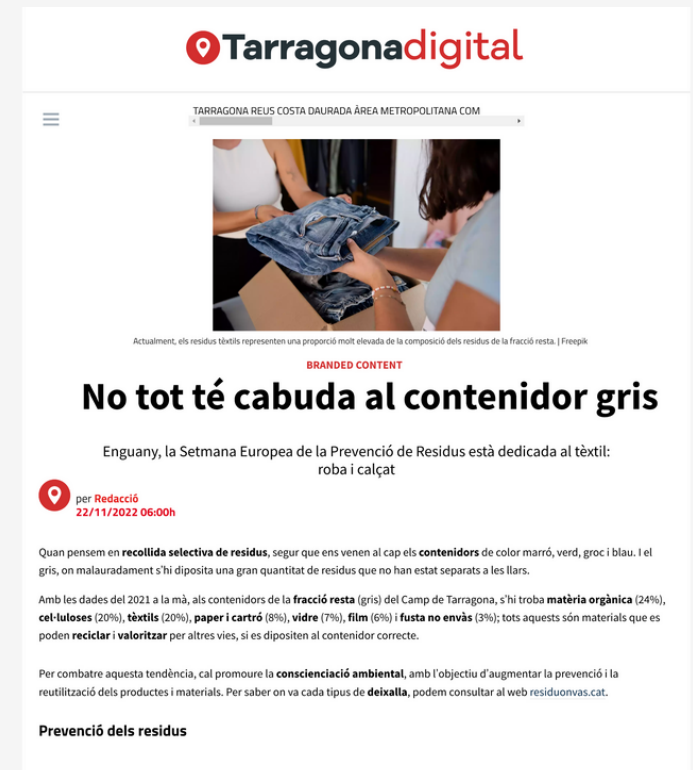 Tarragonadigital
TARRAGONA REUS COSTA DAURADA ÀREA METROPOLITANA COM
Actualment, els residus tèxtils representen una proporció molt elevada de la composició dels residus de la fracció resta. | Freepik
BRANDED CONTENT
No tot té cabuda al contenidor gris
Enguany, la Setmana Europea de la Prevenció de Residus està dedicada al tèxtil:
roba i calçat
per Redacció
22/11/2022 06:00h
Quan pensem en recollida selectiva de residus, segur que ens venen al cap els contenidors de color marró, verd, groc i blau. I el
gris, on malauradament s'hi diposita una gran quantitat de residus que no han estat separats a les llars.
Amb les dades del 2021 a la mà, als contenidors de la fracció resta (gris) del Camp de Tarragona, s'hi troba matèria orgànica (24%),
cel·luloses (20%), tèxtils (20%), paper i cartró (8%), vidre (7%), film (6%) i fusta no envàs (3%); tots aquests són materials que es
poden reciclar i valoritzar per altres vies, si es dipositen al contenidor correcte.
Per combatre aquesta tendència, cal promoure la conscienciació ambiental, amb l'objectiu d'augmentar la prevenció i la
reutilització dels productes i materials. Per saber on va cada tipus de deixalla, podem consultar al web residuonvas.cat.
Prevenció dels residus